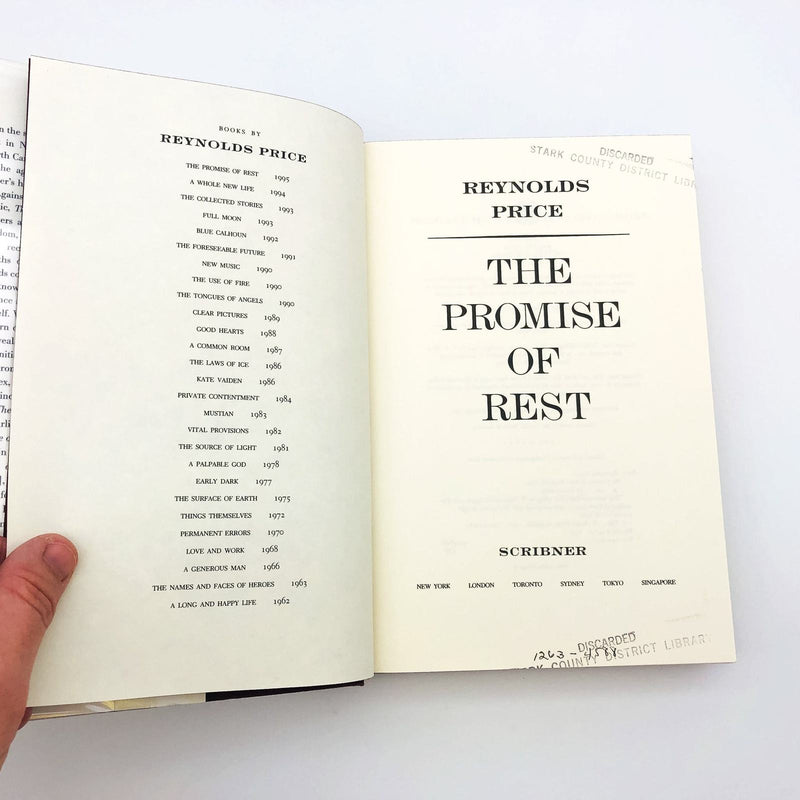 BOOKS BY
REYNOLDS PRICE
THE PROMISE OF REST 1995
A WHOLE NEW LIFE 1994
THE COLLECTED STORIES 1993
FULL MOON 1993
BLUE CALHOUN 1992
THE FORESEEABLE FUTURE 1991
NEW MUSIC 1990
THE USE OF FIRE 1990
THE TONGUES OF ANGELS 1990
CLEAR PICTURES 1989
GOOD HEARTS 1988
A COMMON ROOM 1987
THE LAWS OF ICE 1986
KATE VAIDEN 1986
PRIVATE CONTENTMENT 1984
MUSTIAN 1983
VITAL PROVISIONS 1982
THE SOURCE OF LIGHT 1981
A PALPABLE GOD 1978
EARLY DARK 1977
THE SURFACE OF EARTH 1975
THINGS THEMSELVES 1972
PERMANENT ERRORS 1970
LOVE AND WORK 1968
A GENEROUS MAN 1966
THE NAMES AND FACES OF HEROES 1963
A LONG AND HAPPY LIFE 1962
DISCARDED
STARK COUNTY DISTRICT LIBR
REYNOLDS
PRICE
THE
PROMISE
OF
REST
SCRIBNER
NEW YORK LONDON TORONTO SYDNEY TOKYO SINGAPORE
DISCARDED
1263-4588
COUNTY DISTRICT LIBRARY